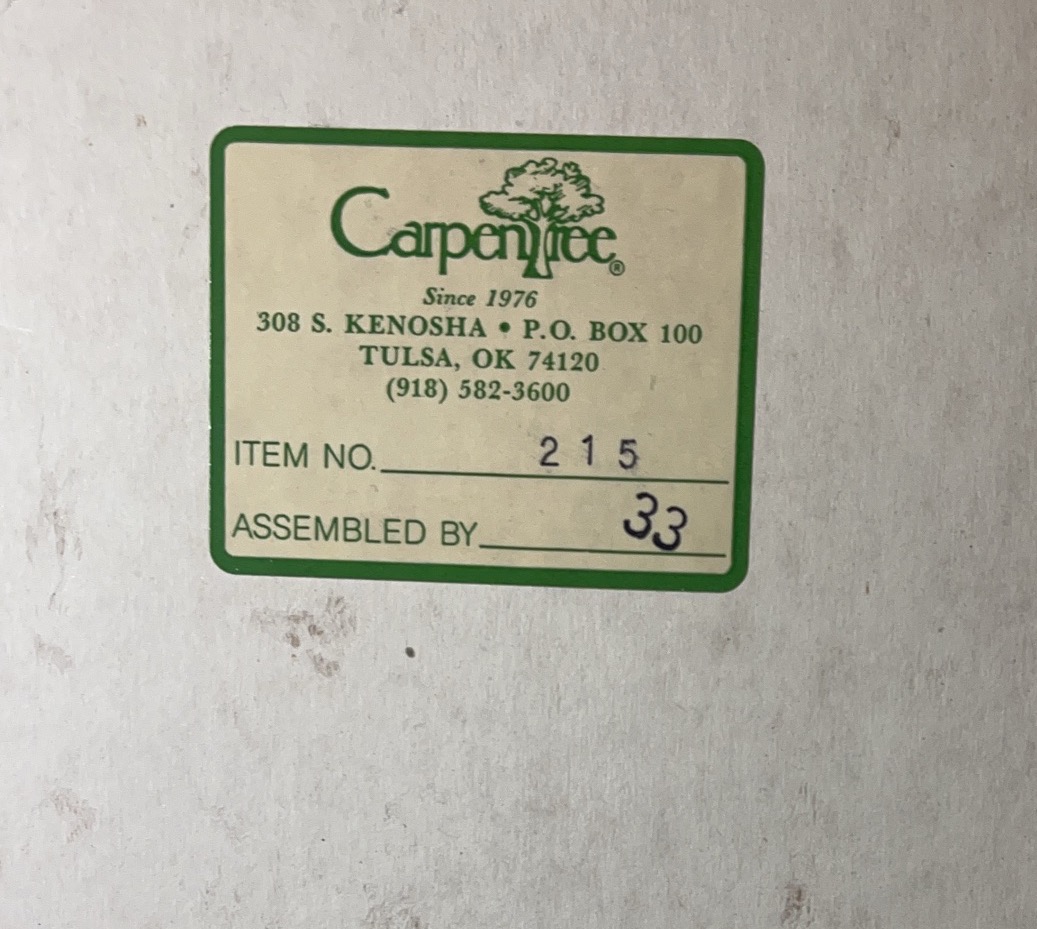 CarpenTree®
Since 1976
308 S. KENOSHA • P.O. BOX 100
TULSA, OK 74120
(918) 582-3600
ITEM NO. 215
ASSEMBLED BY 33